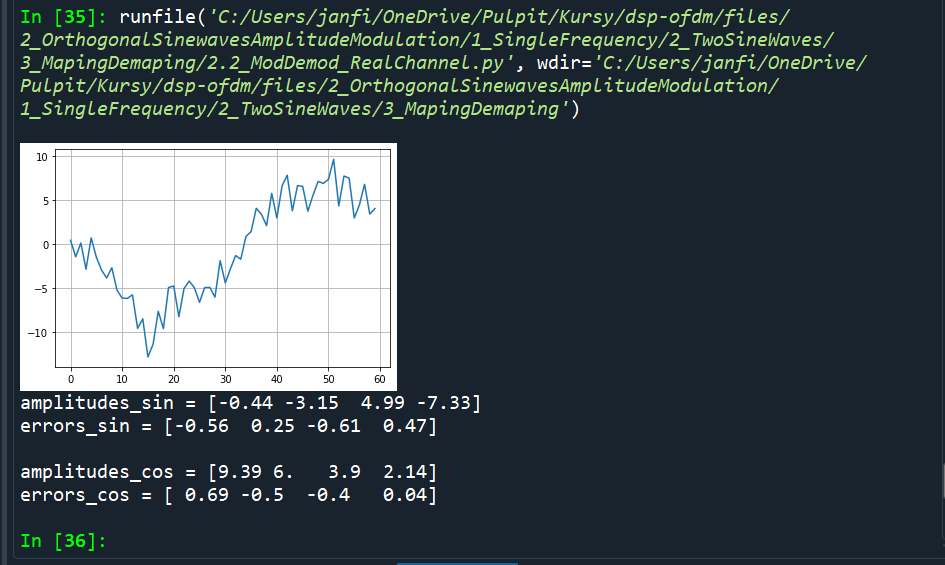 In [35]: runfile('C:/Users/janfi/OneDrive/Pulpit/Kursy/dsp-ofdm/files/
2_OrthogonalSinewavesAmplitudeModulation/1_SingleFrequency/2_TwoSineWaves/
3_MapingDemaping/2.2_ModDemod_RealChannel.py', wdir='C:/Users/janfi/OneDrive/
Pulpit/Kursy/dsp-ofdm/files/2_OrthogonalSinewavesAmplitudeModulation/
1_SingleFrequency/2_TwoSineWaves/3_MapingDemaping')
10
5
0
−5
−10
0 10 20 30 40 50 60
amplitudes_sin = [-0.44 -3.15  4.99 -7.33]
errors_sin = [-0.56  0.25 -0.61  0.47]
amplitudes_cos = [9.39 6.   3.9  2.14]
errors_cos = [ 0.69 -0.5  -0.4   0.04]
In [36]: